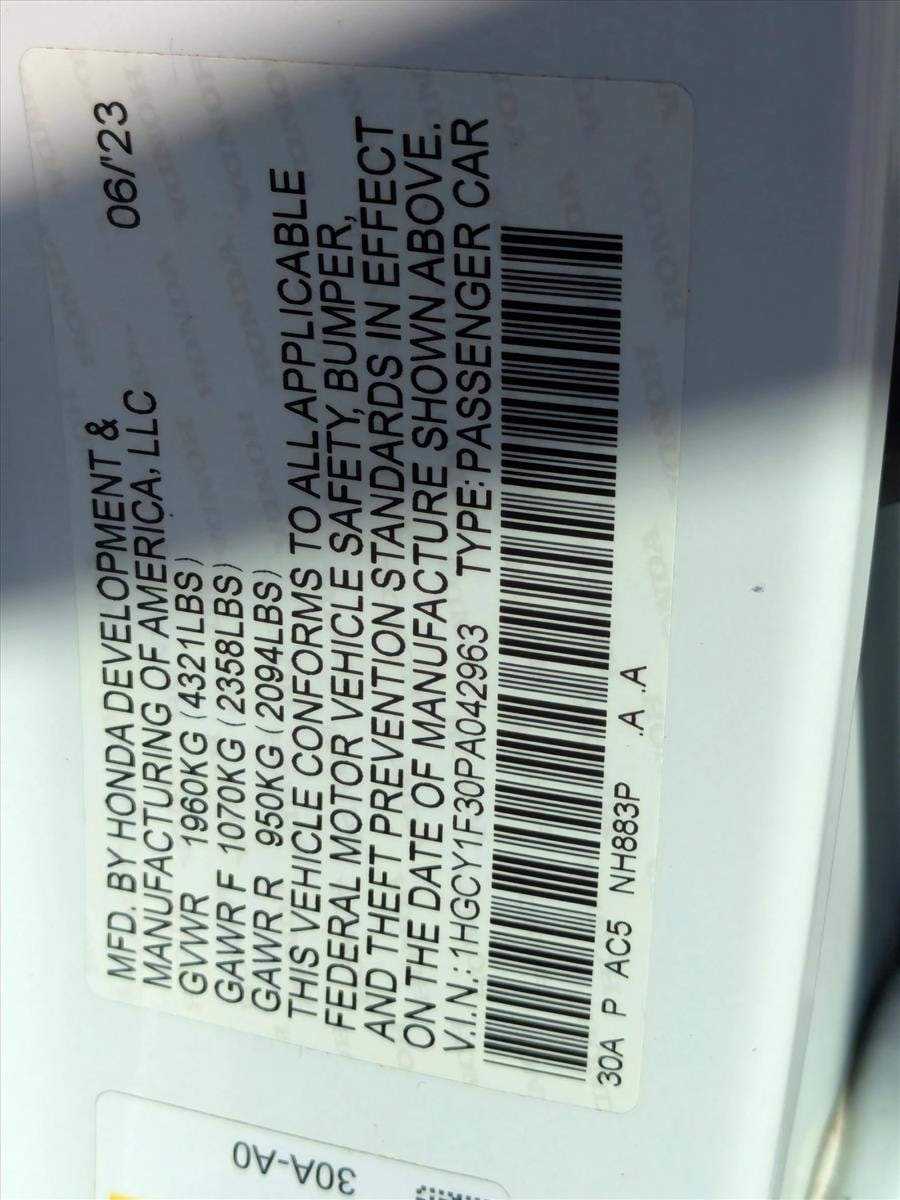 MFD. BY HONDA DEVELOPMENT & 06/'23
MANUFACTURING OF AMERICA, LLC
GVWR 1960KG (4321LBS)
GAWR F 1070KG (2358LBS)
GAWR R 950KG (2094LBS)
THIS VEHICLE CONFORMS TO ALL APPLICABLE
FEDERAL MOTOR VEHICLE SAFETY, BUMPER,
AND THEFT PREVENTION STANDARDS IN EFFECT
ON THE DATE OF MANUFACTURE SHOWN ABOVE.
V.I.N.: 1HGCY1F30PA042963 TYPE: PASSENGER CAR
30A P AC5 NH883P .A .A
30A-A0